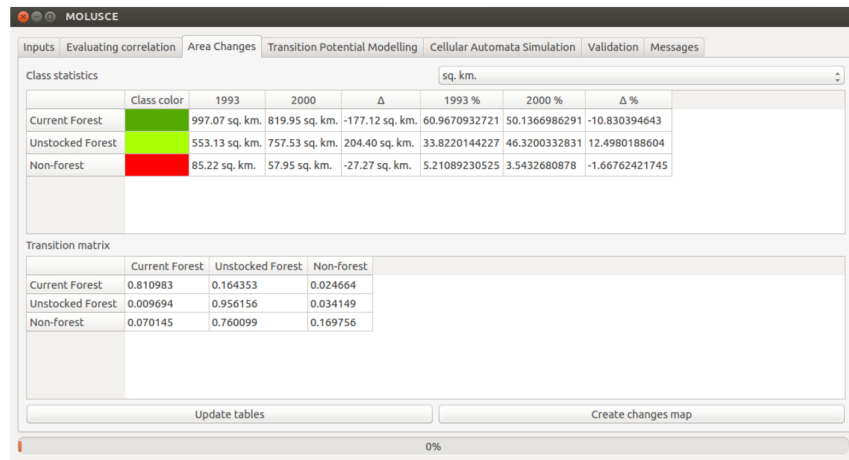 MOLUSCE
Inputs Evaluating correlation Area Changes Transition Potential Modelling Cellular Automata Simulation Validation Messages
Class statistics sq. km.
Class color 1993 2000 Δ 1993 % 2000 % Δ %
Current Forest 997.07 sq. km. 819.95 sq. km. -177.12 sq. km. 60.9670932721 50.1366986291 -10.830394643
Unstocked Forest 553.13 sq. km. 757.53 sq. km. 204.40 sq. km. 33.8220144227 46.3200332831 12.4980188604
Non-forest 85.22 sq. km. 57.95 sq. km. -27.27 sq. km. 5.21089230525 3.5432680878 -1.66762421745
Transition matrix
Current Forest Unstocked Forest Non-forest
Current Forest 0.810983 0.164353 0.024664
Unstocked Forest 0.009694 0.956156 0.034149
Non-forest 0.070145 0.760099 0.169756
Update tables Create changes map
0%